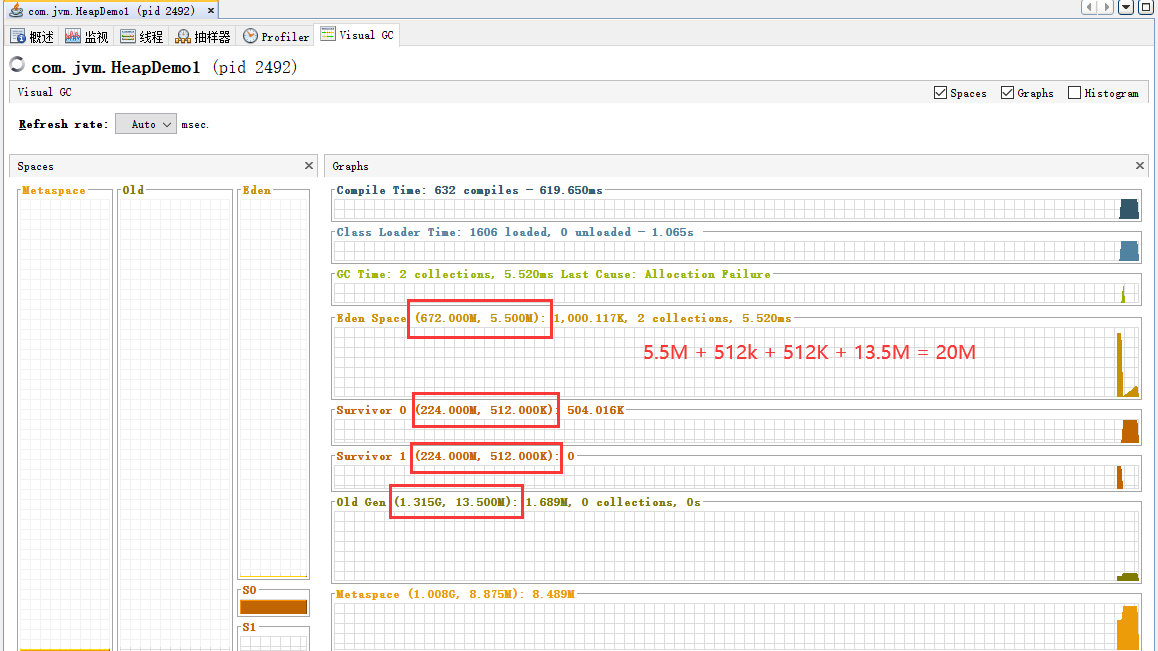 com.jvm.HeapDemo1 (pid 2492) ×
概述 监视 线程 抽样器 Profiler Visual GC
com.jvm.HeapDemo1 (pid 2492)
Visual GC
Spaces Graphs Histogram
Refresh rate: Auto msec.
Spaces
Graphs
Metaspace
Old
Eden
S0
S1
Compile Time: 632 compiles - 619.650ms
Class Loader Time: 1606 loaded, 0 unloaded - 1.065s
GC Time: 2 collections, 5.520ms Last Cause: Allocation Failure
Eden Space (672.000M, 5.500M): 1,000.117K, 2 collections, 5.520ms
5.5M + 512k + 512K + 13.5M = 20M
Survivor 0 (224.000M, 512.000K): 504.016K
Survivor 1 (224.000M, 512.000K): 0
Old Gen (1.315G, 13.500M): 1.689M, 0 collections, 0s
Metaspace (1.008G, 8.875M): 8.489M